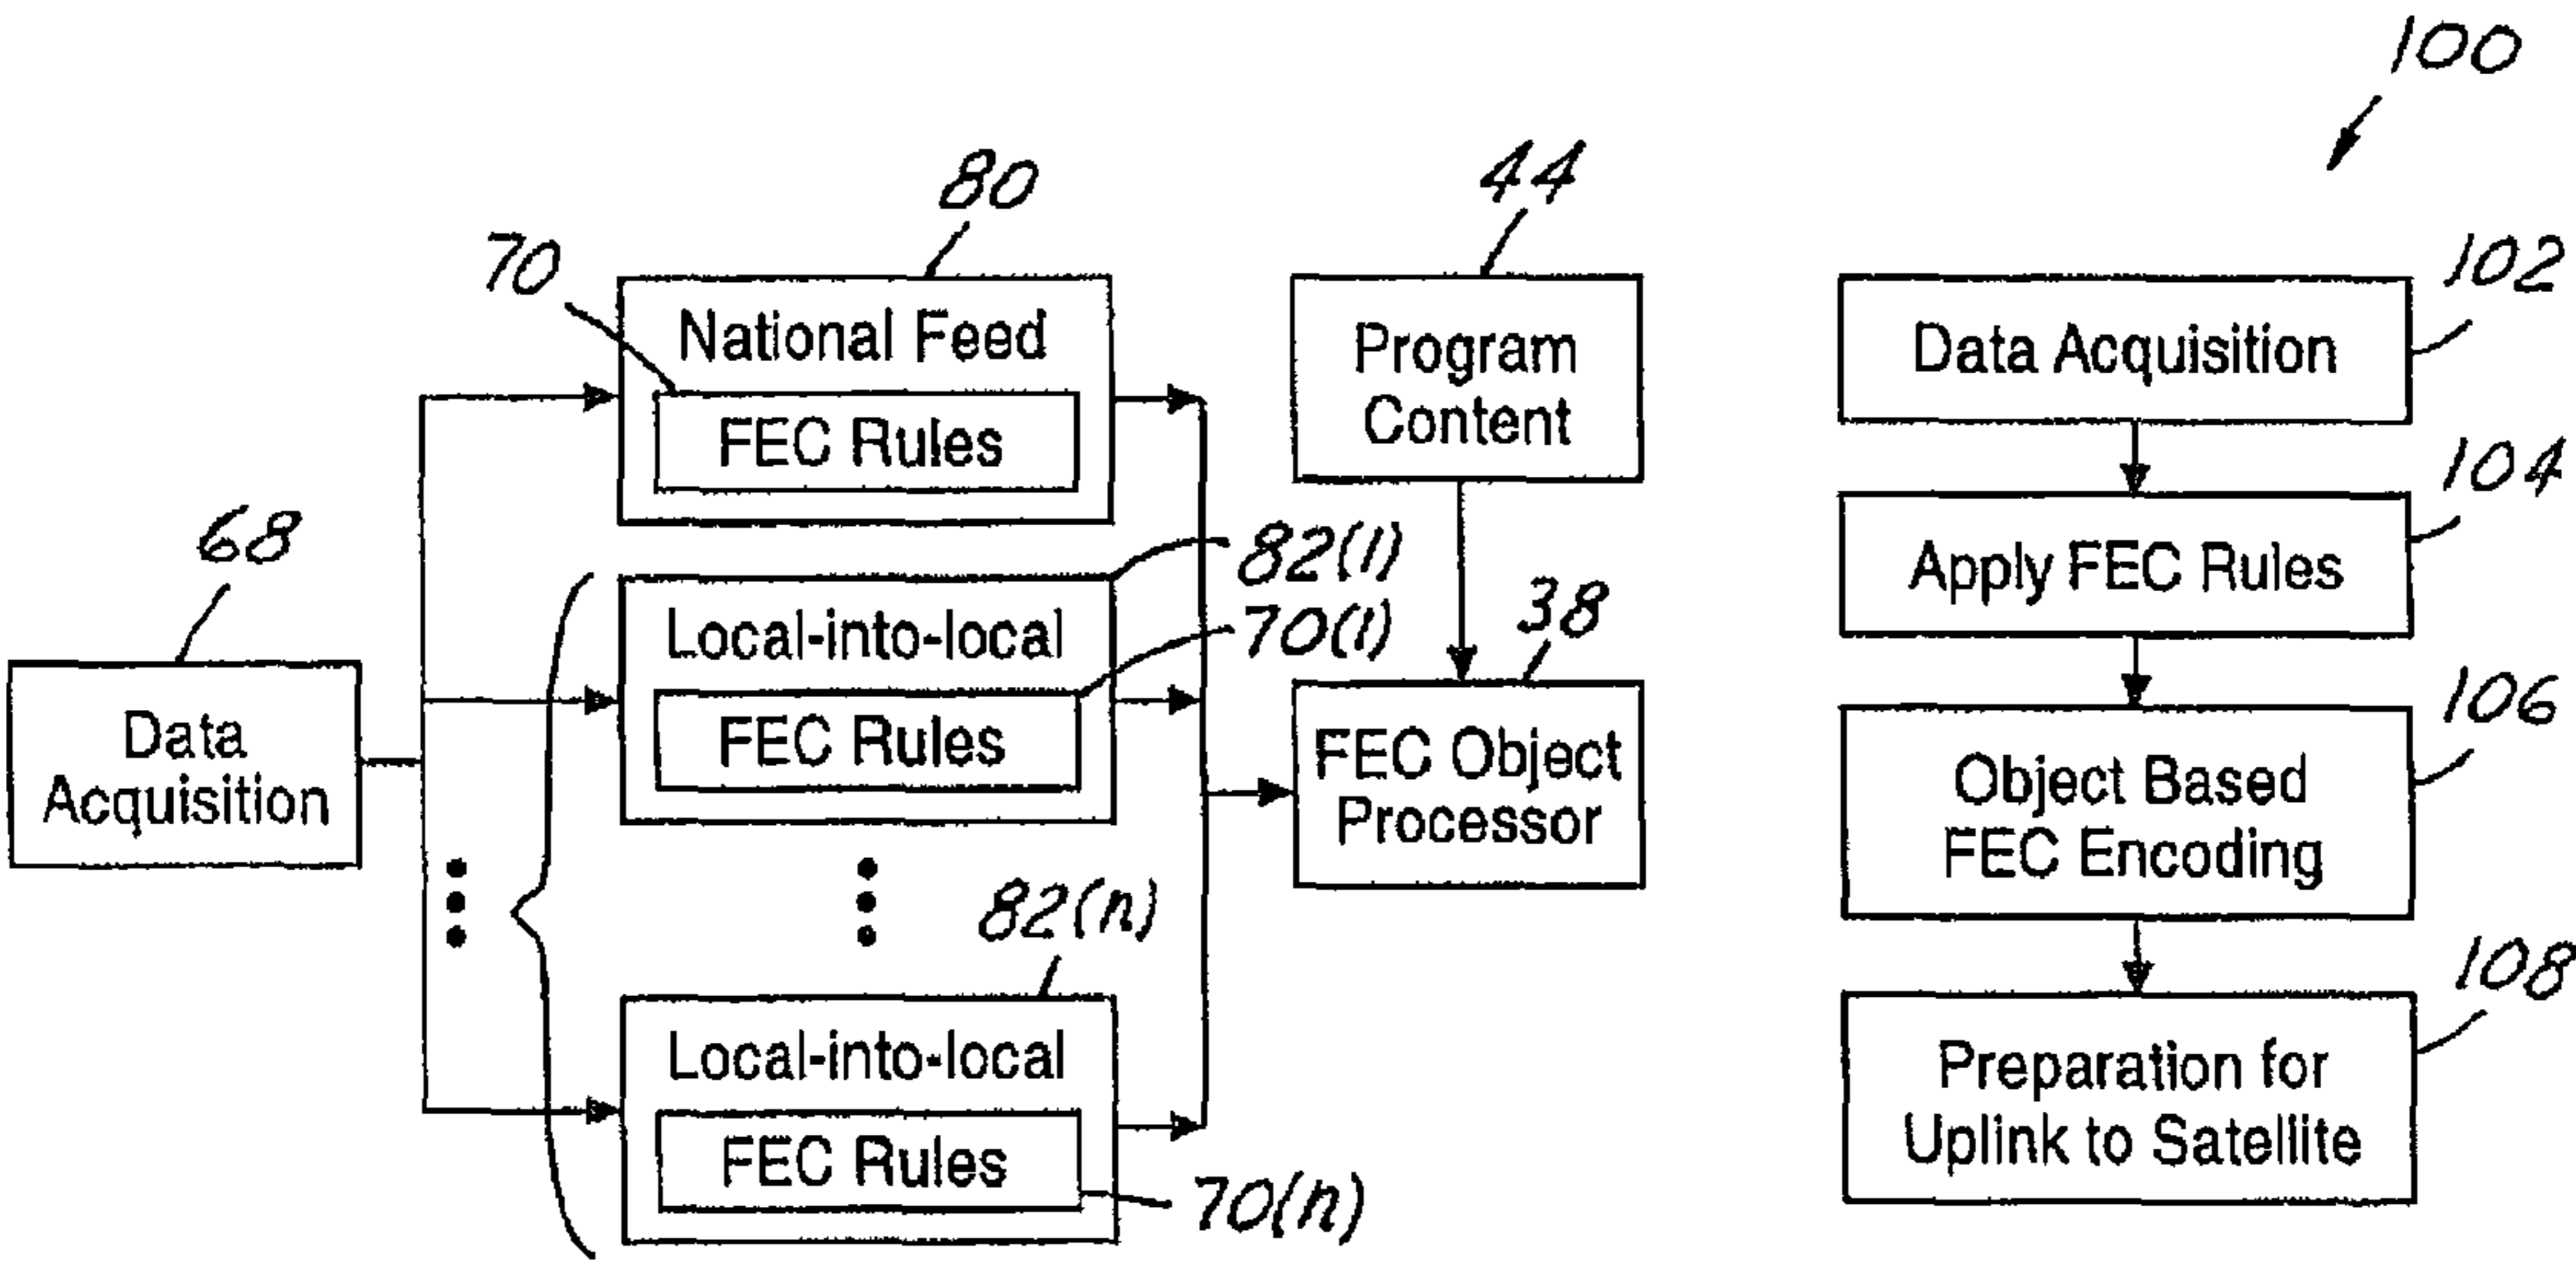 68
Data
Acquisition
80
70
National Feed
FEC Rules
82(1)
Local-into-local
70(1)
FEC Rules
82(n)
Local-into-local
FEC Rules
70(n)
44
Program
Content
38
FEC Object
Processor
100
102
Data Acquisition
104
Apply FEC Rules
106
Object Based
FEC Encoding
108
Preparation for
Uplink to Satellite